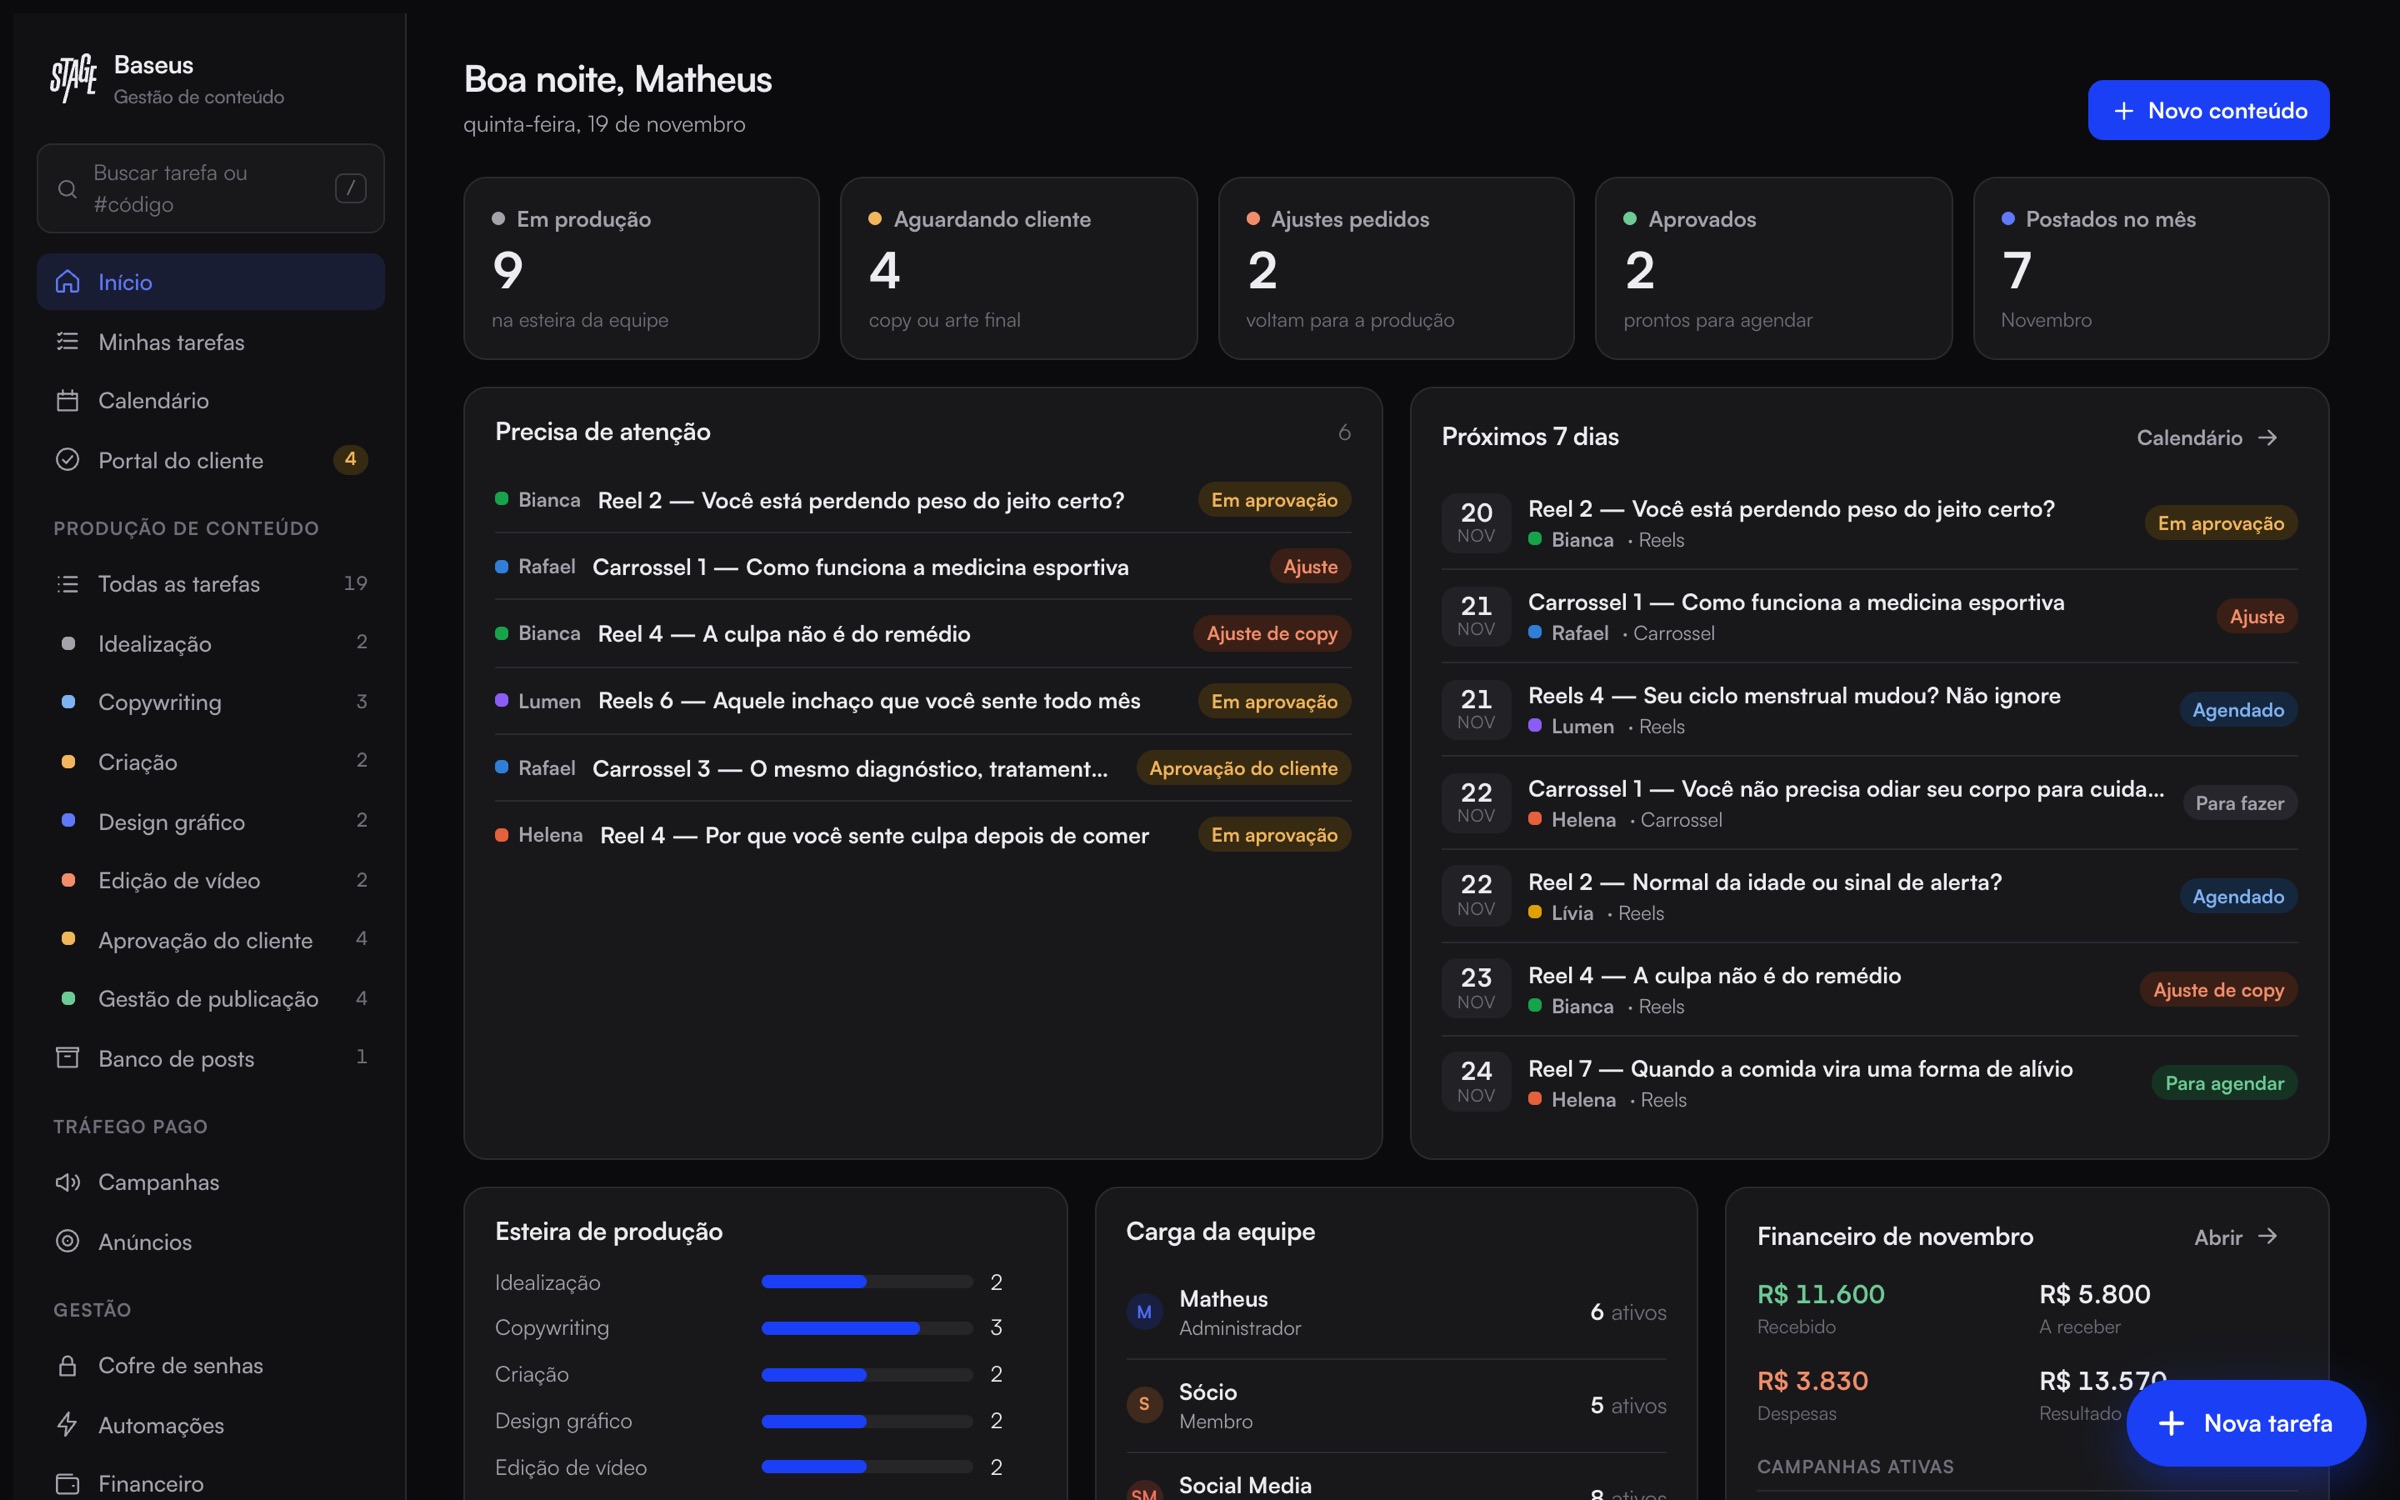 STAGE
Baseus
Gestão de conteúdo
Buscar tarefa ou
#código
/
Início
Minhas tarefas
Calendário
Portal do cliente 4
PRODUÇÃO DE CONTEÚDO
Todas as tarefas 19
Idealização 2
Copywriting 3
Criação 2
Design gráfico 2
Edição de vídeo 2
Aprovação do cliente 4
Gestão de publicação 4
Banco de posts 1
TRÁFEGO PAGO
Campanhas
Anúncios
GESTÃO
Cofre de senhas
Automações
Financeiro
Boa noite, Matheus
quinta-feira, 19 de novembro
+ Novo conteúdo
Em produção
9
na esteira da equipe
Aguardando cliente
4
copy ou arte final
Ajustes pedidos
2
voltam para a produção
Aprovados
2
prontos para agendar
Postados no mês
7
Novembro
Precisa de atenção 6
Bianca Reel 2 — Você está perdendo peso do jeito certo? Em aprovação
Rafael Carrossel 1 — Como funciona a medicina esportiva Ajuste
Bianca Reel 4 — A culpa não é do remédio Ajuste de copy
Lumen Reels 6 — Aquele inchaço que você sente todo mês Em aprovação
Rafael Carrossel 3 — O mesmo diagnóstico, tratament... Aprovação do cliente
Helena Reel 4 — Por que você sente culpa depois de comer Em aprovação
Próximos 7 dias Calendário →
20 NOV
Reel 2 — Você está perdendo peso do jeito certo?
Bianca · Reels
Em aprovação
21 NOV
Carrossel 1 — Como funciona a medicina esportiva
Rafael · Carrossel
Ajuste
21 NOV
Reels 4 — Seu ciclo menstrual mudou? Não ignore
Lumen · Reels
Agendado
22 NOV
Carrossel 1 — Você não precisa odiar seu corpo para cuida...
Helena · Carrossel
Para fazer
22 NOV
Reel 2 — Normal da idade ou sinal de alerta?
Lívia · Reels
Agendado
23 NOV
Reel 4 — A culpa não é do remédio
Bianca · Reels
Ajuste de copy
24 NOV
Reel 7 — Quando a comida vira uma forma de alívio
Helena · Reels
Para agendar
Esteira de produção
Idealização 2
Copywriting 3
Criação 2
Design gráfico 2
Edição de vídeo 2
Carga da equipe
M
Matheus
Administrador
6 ativos
S
Sócio
Membro
5 ativos
SM
Social Media
8 ativos
Financeiro de novembro Abrir →
R$ 11.600
Recebido
R$ 5.800
A receber
R$ 3.830
Despesas
R$ 13.570
Resultado
CAMPANHAS ATIVAS
+ Nova tarefa